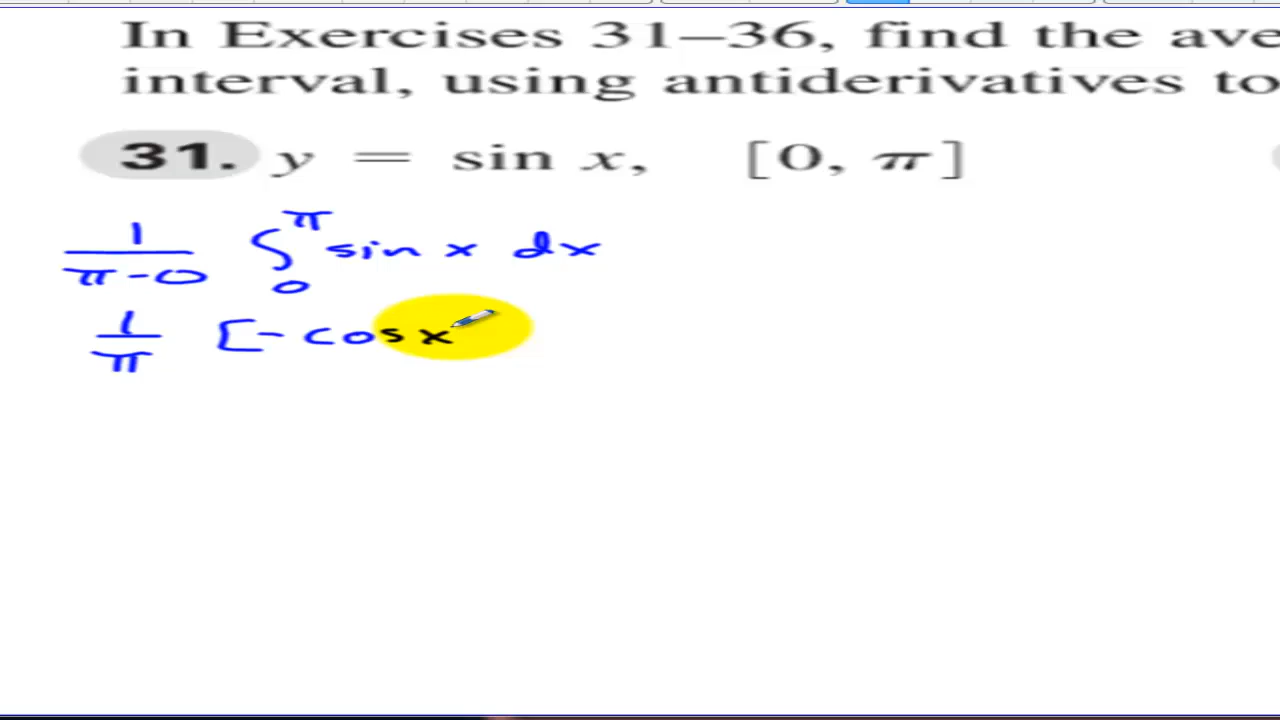 In Exercises 31–36, find the ave
interval, using antiderivatives to
31. y = sin x, [0, π]
1/(π-0) ∫₀^π sin x dx
1/π [- cos x